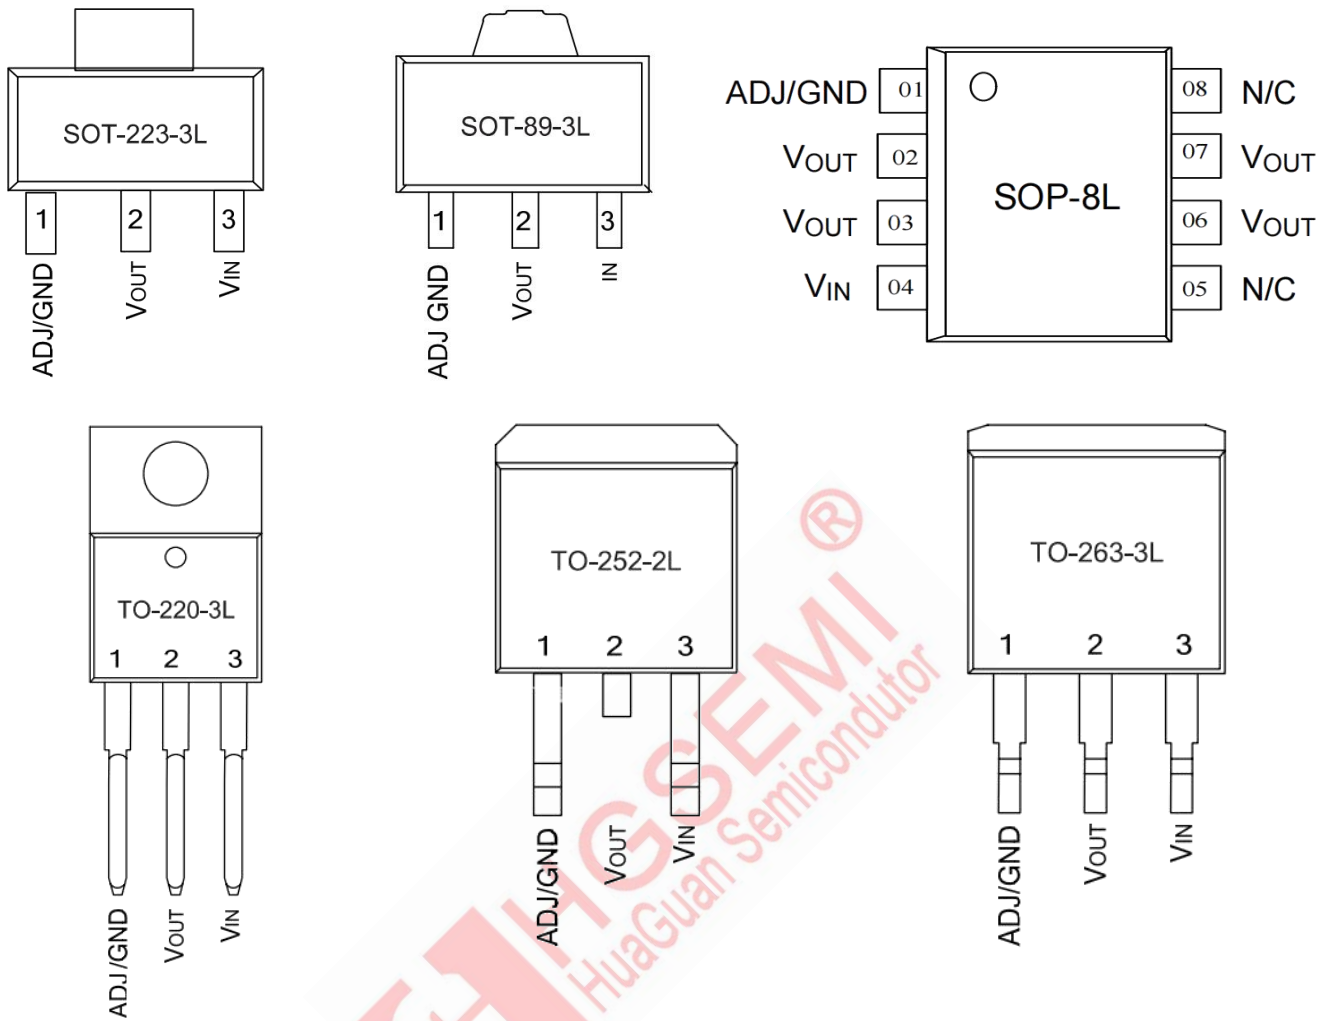 SOT-223-3L
1 2 3
ADJ/GND
VOUT
VIN
SOT-89-3L
1 2 3
ADJ GND
VOUT
IN
ADJ/GND 01 08 N/C
VOUT 02 07 VOUT
VOUT 03 06 VOUT
VIN 04 05 N/C
SOP-8L
TO-220-3L
1 2 3
ADJ/GND
VOUT
VIN
TO-252-2L
1 2 3
ADJ/GND
VOUT
VIN
TO-263-3L
1 2 3
ADJ/GND
VOUT
VIN
HGSEMI®
HuaGuan Semicondutor